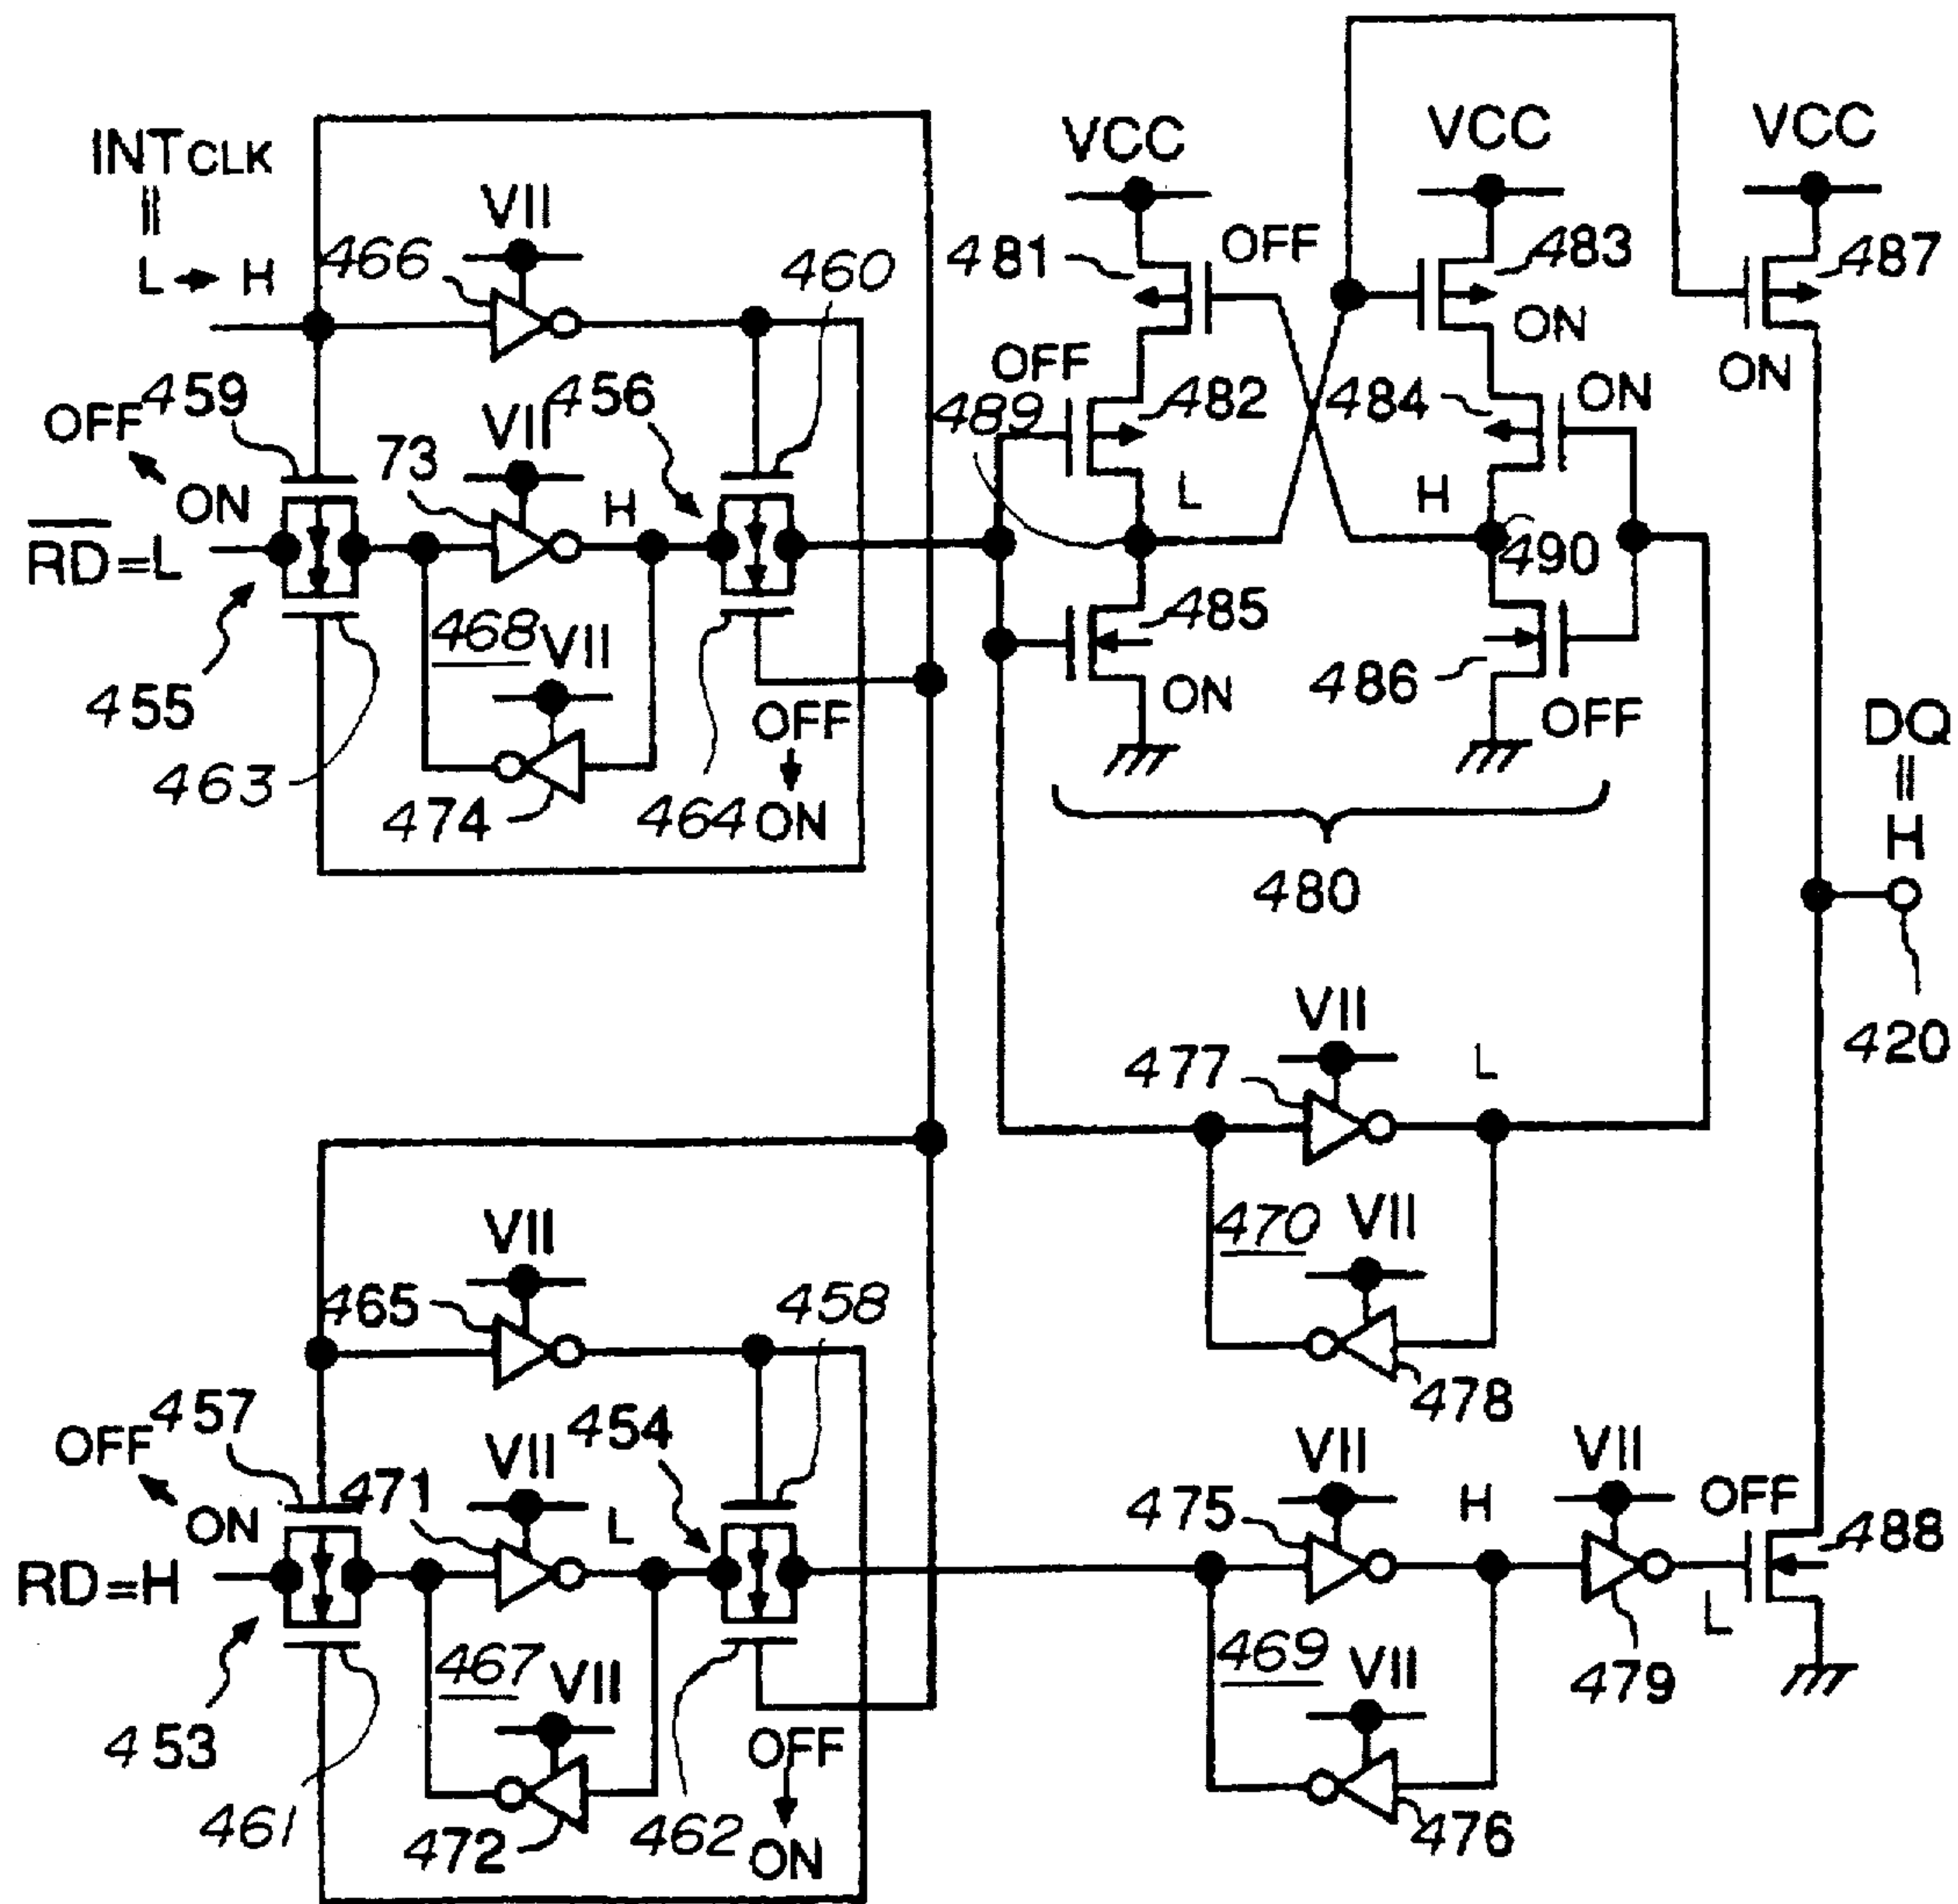 VCC
VCC
VCC
INTCLK
||
L → H
VII
466
460
481
OFF
483
487
ON
ON
OFF
459
OFF
ON
VII
73
456
H
489
OFF
482
484
ON
L
H
RD=L
490
468
VII
485
ON
486
OFF
455
463
474
464
OFF
ON
480
DQ
||
H
420
VII
477
L
VII
465
458
470
VII
478
457
OFF
ON
VII
471
454
L
VII
475
H
VII
OFF
488
RD=H
L
467
VII
469
VII
479
453
461
472
462
OFF
ON
476